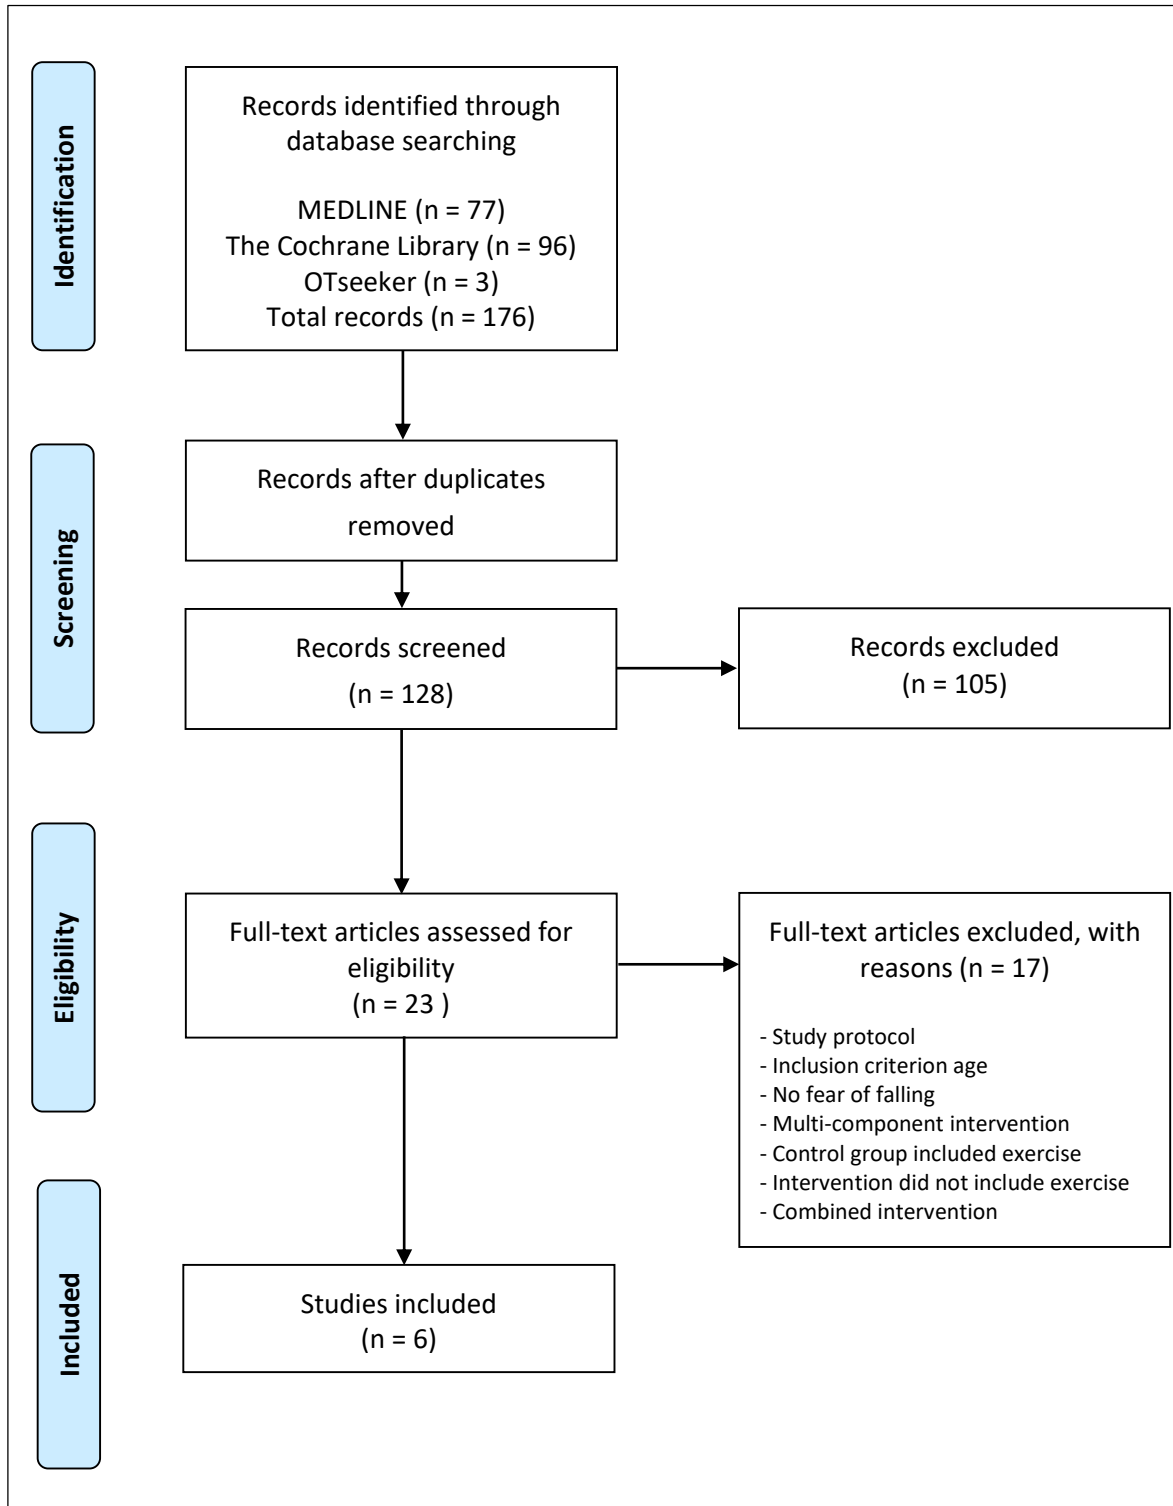 Identification
Records identified through
database searching
MEDLINE (n = 77)
The Cochrane Library (n = 96)
OTseeker (n = 3)
Total records (n = 176)
Screening
Records after duplicates
removed
Records screened
(n = 128)
Records excluded
(n = 105)
Eligibility
Full-text articles assessed for
eligibility
(n = 23 )
Full-text articles excluded, with
reasons (n = 17)
- Study protocol
- Inclusion criterion age
- No fear of falling
- Multi-component intervention
- Control group included exercise
- Intervention did not include exercise
- Combined intervention
Included
Studies included
(n = 6)